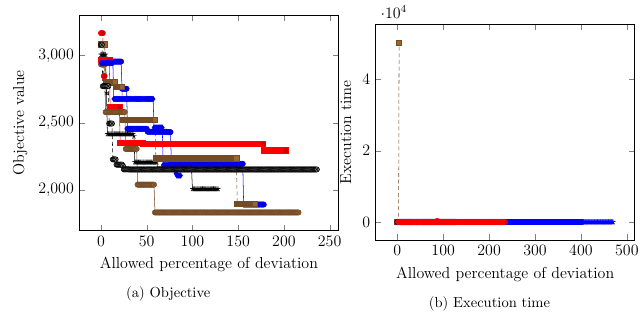 ·10⁴
3,000
2,500
2,000
Objective value
0 50 100 150 200 250
Allowed percentage of deviation
(a) Objective
4
2
0
Execution time
0 100 200 300 400 500
Allowed percentage of deviation
(b) Execution time